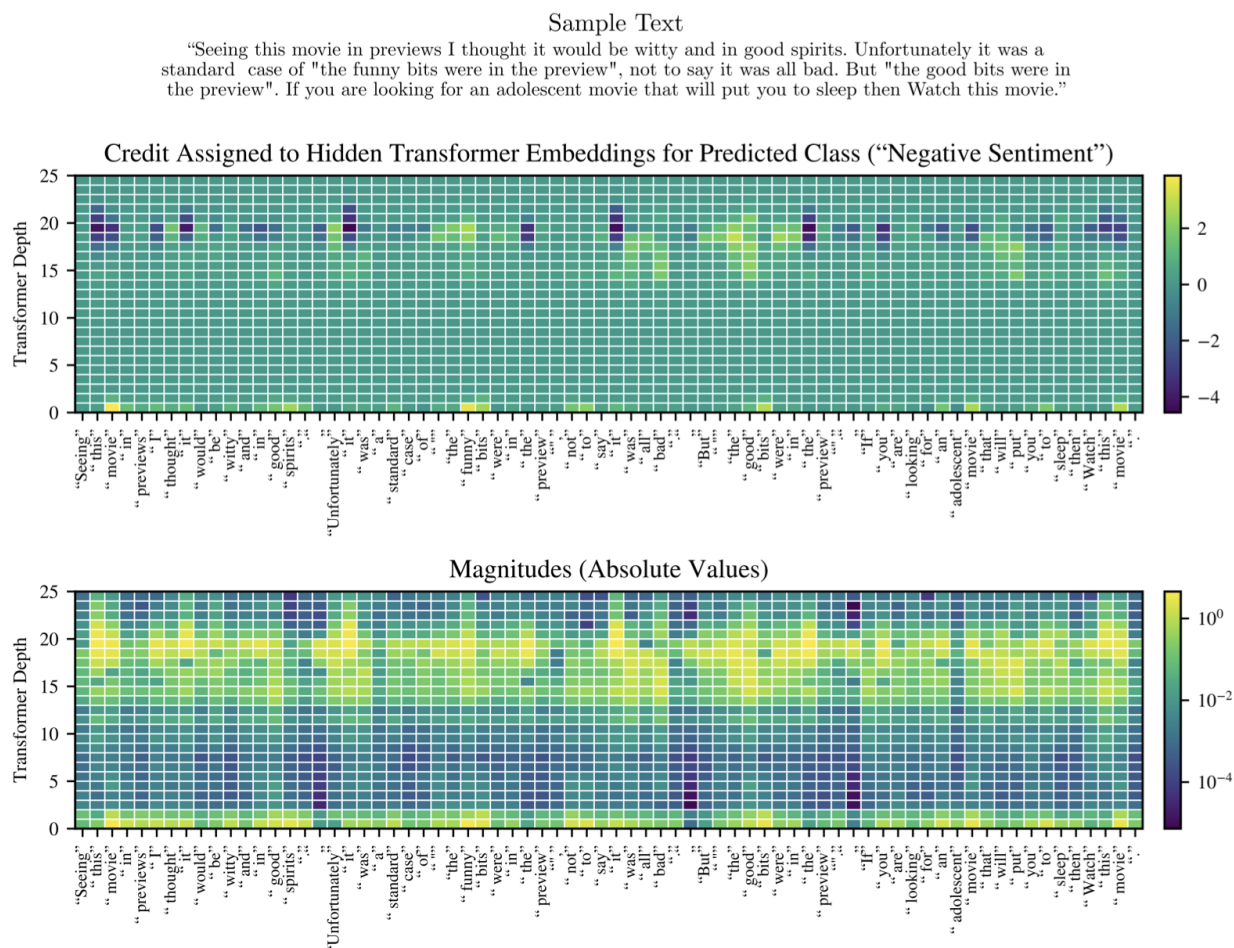 Sample Text
“Seeing this movie in previews I thought it would be witty and in good spirits. Unfortunately it was a
standard  case of "the funny bits were in the preview", not to say it was all bad. But "the good bits were in
the preview". If you are looking for an adolescent movie that will put you to sleep then Watch this movie.”
Credit Assigned to Hidden Transformer Embeddings for Predicted Class (“Negative Sentiment”)
Transformer Depth
25
20
15
10
5
0
2
0
−2
−4
“Seeing”
“ this”
“ movie”
“ in”
“ previews”
“ I”
“ thought”
“ it”
“ would”
“ be”
“ witty”
“ and”
“ in”
“ good”
“ spirits”
“.“
“Unfortunately”
“ it”
“ was”
“ a”
“ standard”
“ case”
“ of”
“ "”
“the”
“ funny”
“ bits”
“ were”
“ in”
“ the”
“ preview”
“",”
“ not”
“ to”
“ say”
“ it”
“ was”
“ all”
“ bad”
“.“
“But”
“ "”
“the”
“ good”
“ bits”
“ were”
“ in”
“ the”
“ preview”
“".“
“If”
“ you”
“ are”
“ looking”
“ for”
“ an”
“ adolescent”
“ movie”
“ that”
“ will”
“ put”
“ you”
“ to”
“ sleep”
“ then”
“ Watch”
“ this”
“ movie”
“.”
Magnitudes (Absolute Values)
Transformer Depth
25
20
15
10
5
0
10⁰
10⁻²
10⁻⁴
“Seeing”
“ this”
“ movie”
“ in”
“ previews”
“ I”
“ thought”
“ it”
“ would”
“ be”
“ witty”
“ and”
“ in”
“ good”
“ spirits”
“.“
“Unfortunately”
“ it”
“ was”
“ a”
“ standard”
“ case”
“ of”
“ "”
“the”
“ funny”
“ bits”
“ were”
“ in”
“ the”
“ preview”
“",”
“ not”
“ to”
“ say”
“ it”
“ was”
“ all”
“ bad”
“.“
“But”
“ "”
“the”
“ good”
“ bits”
“ were”
“ in”
“ the”
“ preview”
“".“
“If”
“ you”
“ are”
“ looking”
“ for”
“ an”
“ adolescent”
“ movie”
“ that”
“ will”
“ put”
“ you”
“ to”
“ sleep”
“ then”
“ Watch”
“ this”
“ movie”
“.”